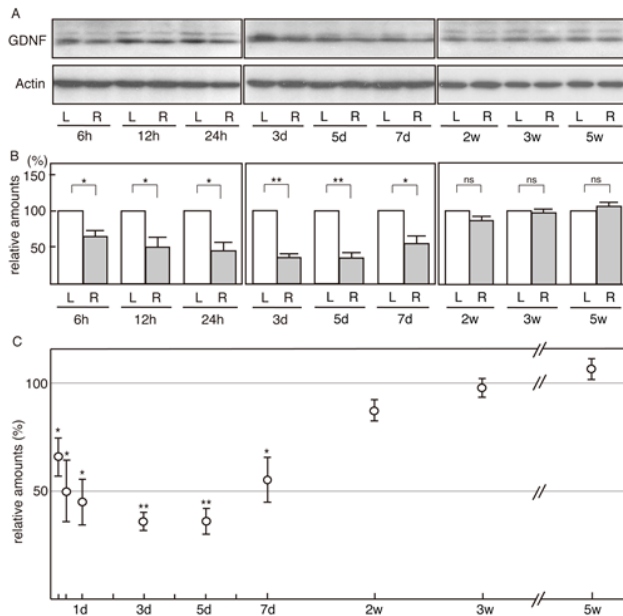 A
GDNF
Actin
L R L R L R L R L R L R L R L R L R
6h 12h 24h 3d 5d 7d 2w 3w 5w
B
(%)
150
100
50
relative amounts
* * * ** ** * ns ns ns
L R L R L R L R L R L R L R L R L R
6h 12h 24h 3d 5d 7d 2w 3w 5w
C
100
50
relative amounts (%)
* * * ** ** *
1d 3d 5d 7d 2w 3w 5w